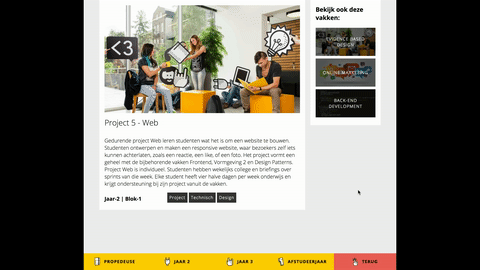 <3
Project 5 - Web
Gedurende project Web leren studenten wat het is om een website te bouwen.
Studenten ontwerpen en maken een responsive website, waar bezoekers zelf iets
kunnen achterlaten, zoals een reactie, een like, of een foto. Het project vormt een
geheel met de bijbehorende vakken Frontend, Vormgeving 2 en Design Patterns.
Project Web is individueel. Studenten hebben wekelijks college en briefings over
sprints van die week. Elke student heeft vier halve dagen per week onderwijs en
krijgt ondersteuning bij zijn project vanuit de vakken.
Jaar-2 | Blok-1
Project
Technisch
Design
Bekijk ook deze
vakken:
EVIDENCE BASED
DESIGN
ONLINE MARKETING
BACK-END
DEVELOPMENT
PROPEDEUSE
JAAR 2
JAAR 3
AFSTUDEERJAAR
TERUG